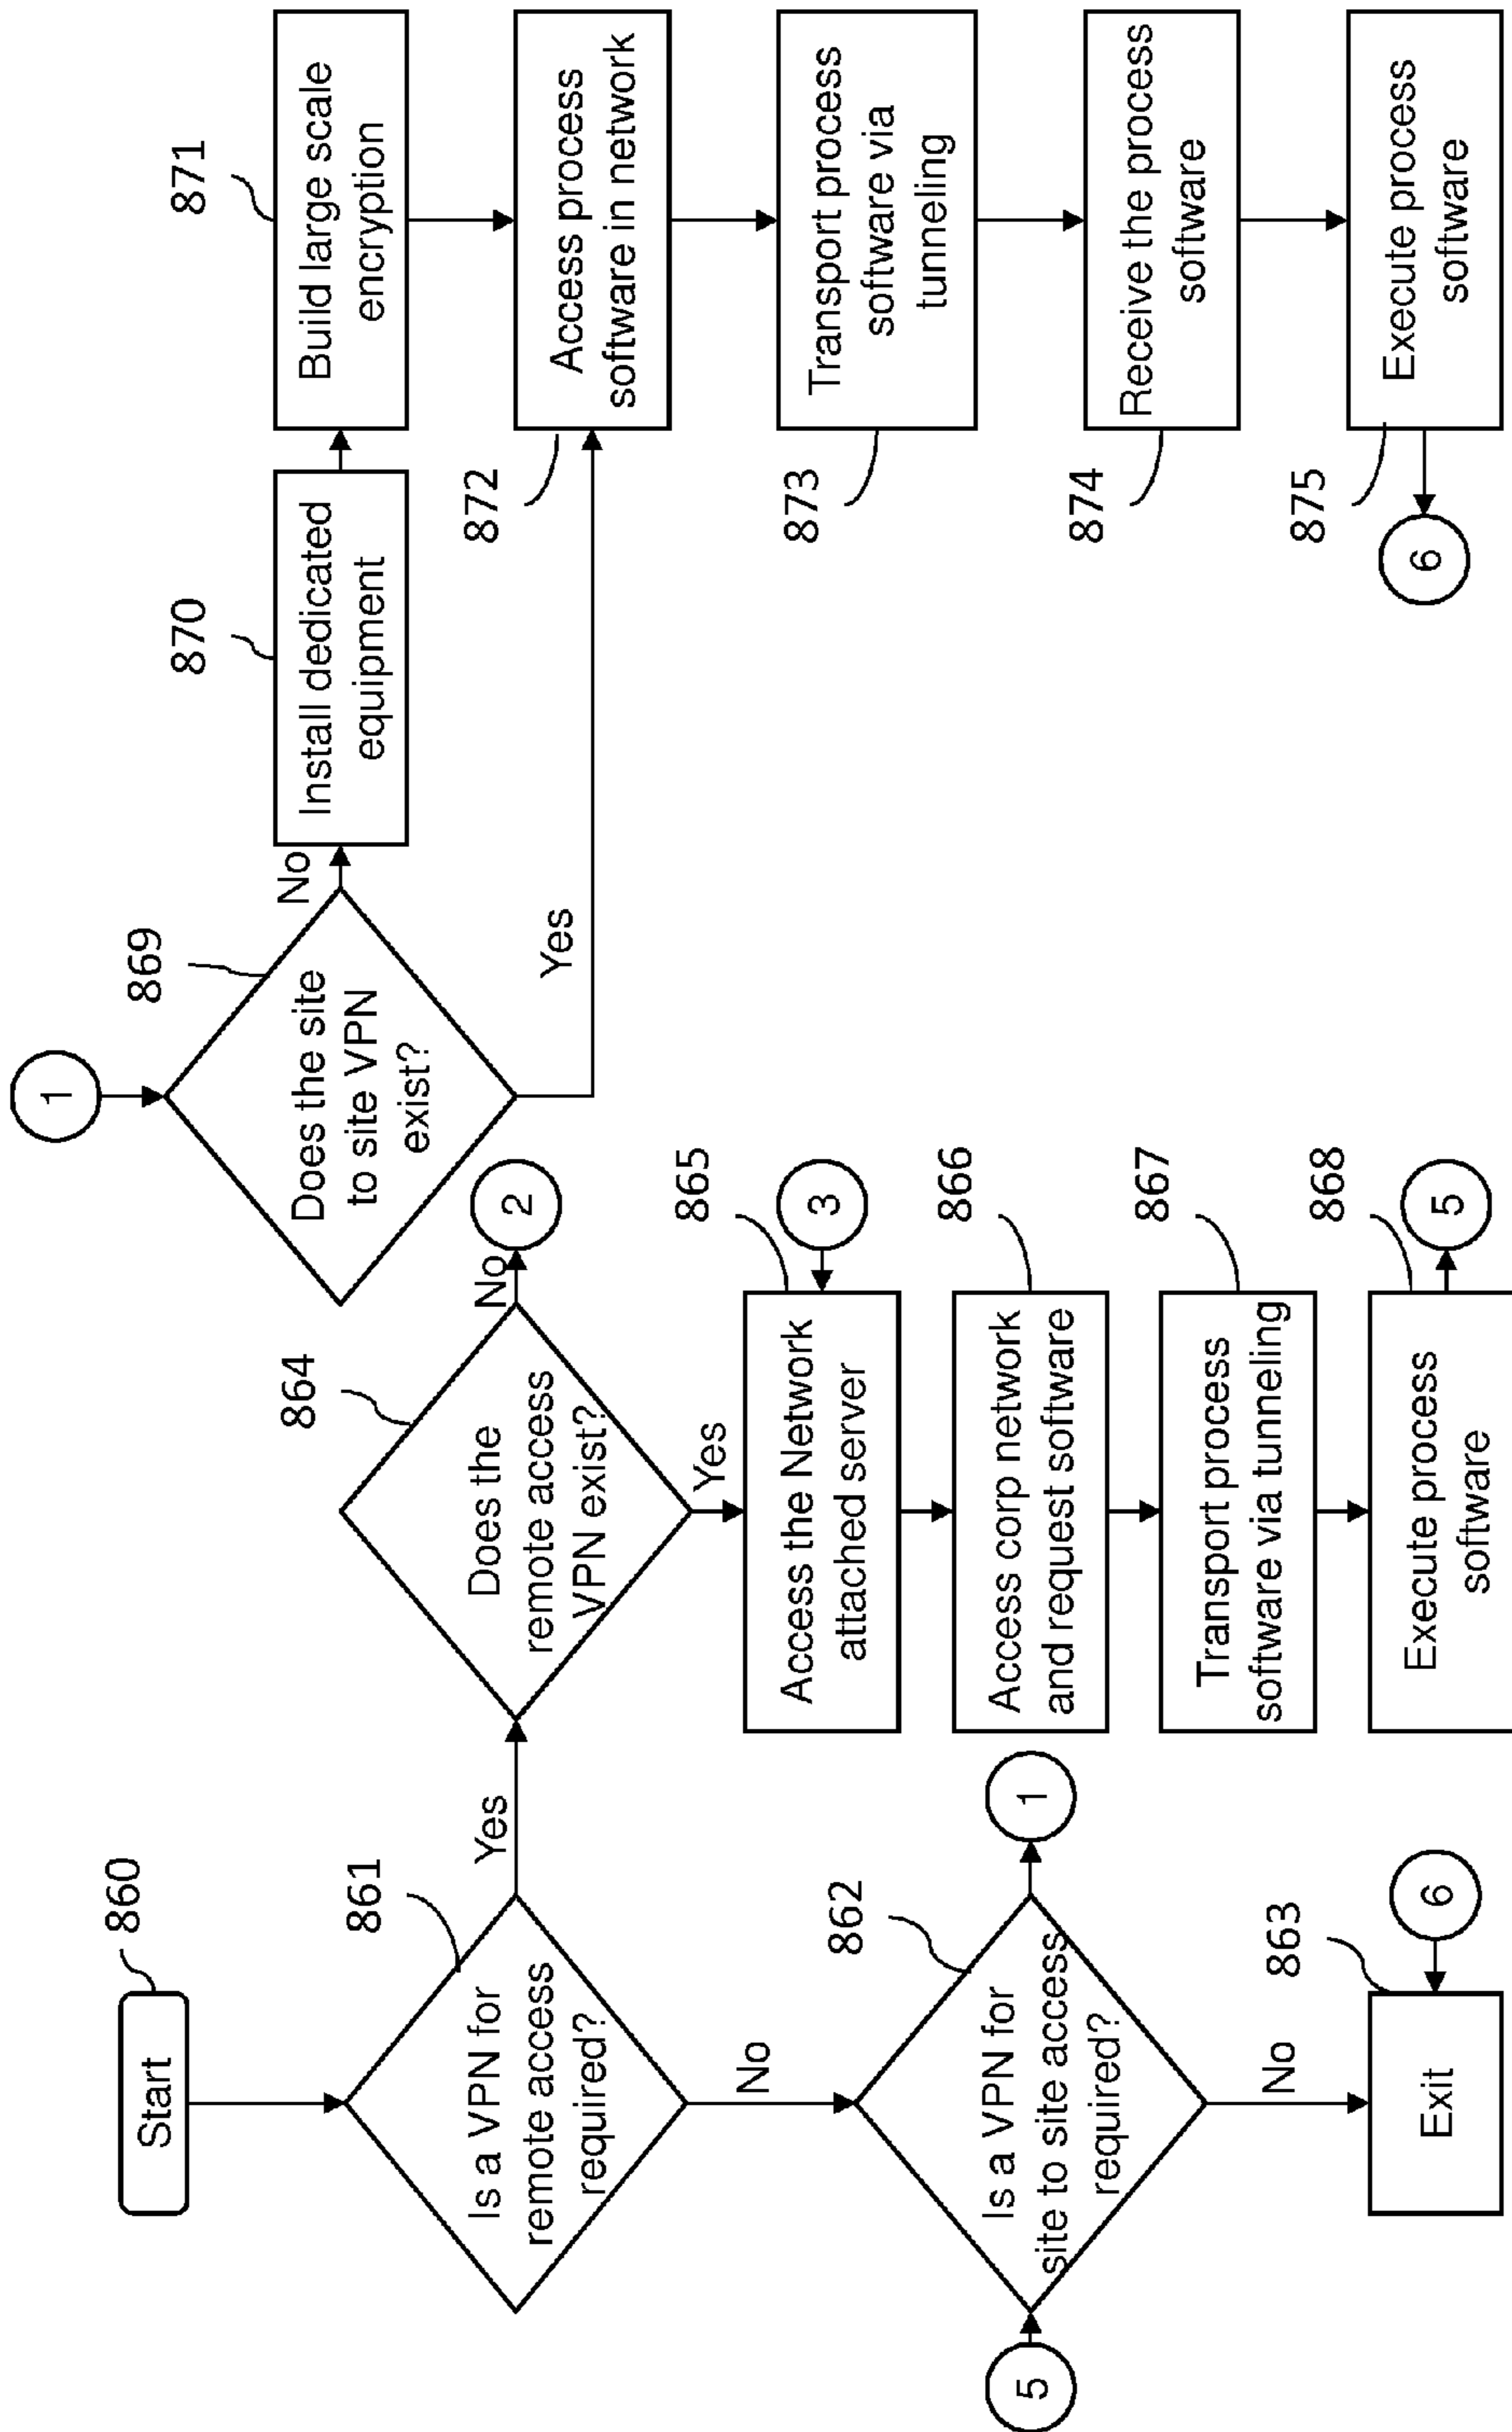 860
Start
861
Is a VPN for
remote access
required?
Yes
No
862
Is a VPN for
site to site access
required?
5
1
No
863
Exit
6
864
Does the
remote access
VPN exist?
No
2
Yes
865
Access the Network
attached server
3
866
Access corp network
and request software
867
Transport process
software via tunneling
868
Execute process
software
5
1
869
Does the site
to site VPN
exist?
No
Yes
870
Install dedicated
equipment
871
Build large scale
encryption
872
Access process
software in network
873
Transport process
software via
tunneling
874
Receive the process
software
875
Execute process
software
6